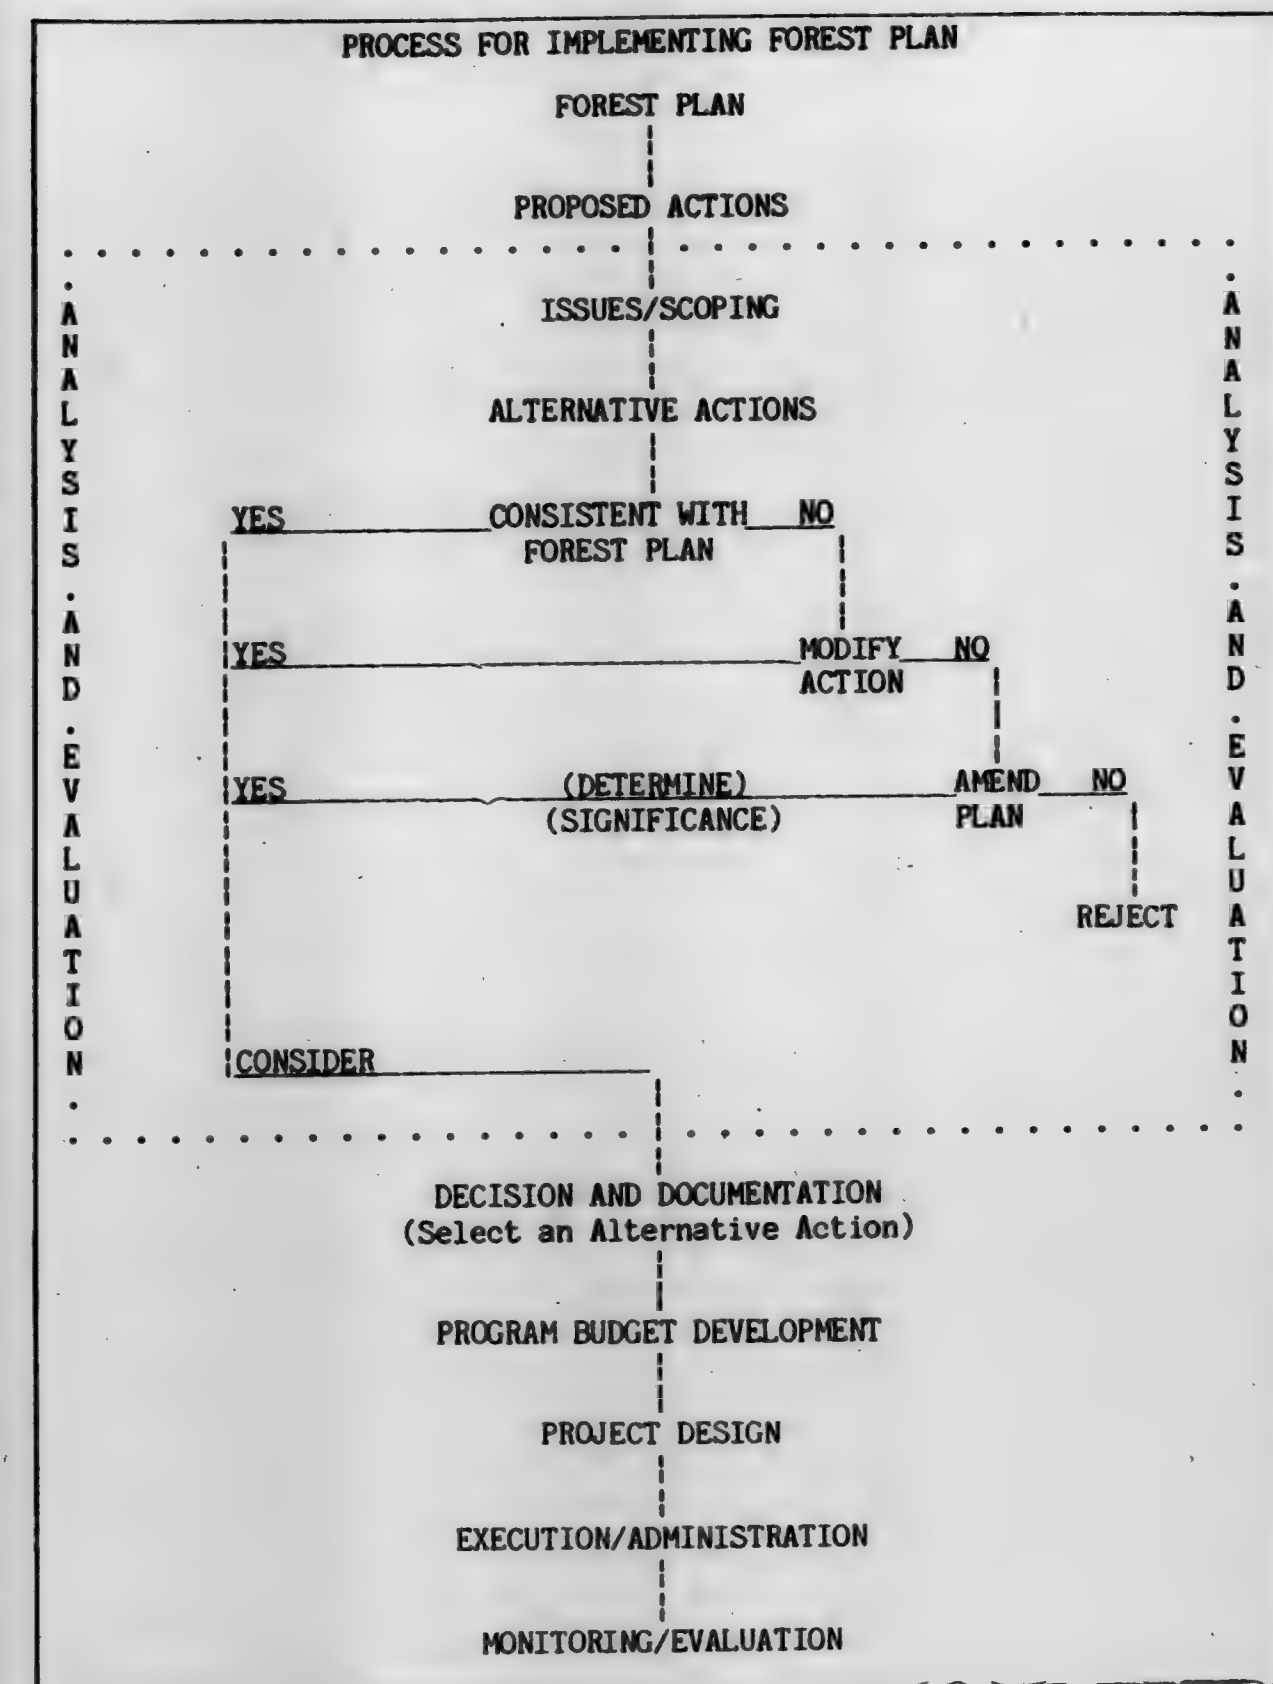 PROCESS FOR IMPLEMENTING FOREST PLAN
FOREST PLAN
PROPOSED ACTIONS
ANALYSIS.AND.EVALUATION.
ISSUES/SCOPING
ALTERNATIVE ACTIONS
YES CONSISTENT WITH NO
FOREST PLAN
YES MODIFY NO
ACTION
YES (DETERMINE) AMEND NO
(SIGNIFICANCE) PLAN
REJECT
CONSIDER
.ANALYSIS.AND.EVALUATION.
DECISION AND DOCUMENTATION
(Select an Alternative Action)
PROGRAM BUDGET DEVELOPMENT
PROJECT DESIGN
EXECUTION/ADMINISTRATION
MONITORING/EVALUATION